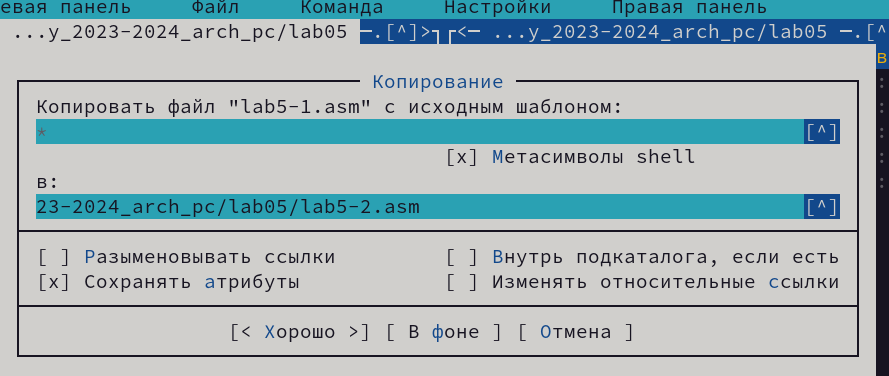 евая панель Файл Команда Настройки Правая панель
...y_2023-2024_arch_pc/lab05 ─.[^]>┐┌<─ ...y_2023-2024_arch_pc/lab05 ─.[^
в
Копирование
Копировать файл "lab5-1.asm" с исходным шаблоном:
* [^]
[x] Метасимволы shell
в:
23-2024_arch_pc/lab05/lab5-2.asm [^]
[ ] Разыменовывать ссылки [ ] Внутрь подкаталога, если есть
[x] Сохранять атрибуты [ ] Изменять относительные ссылки
[< Хорошо >] [ В фоне ] [ Отмена ]